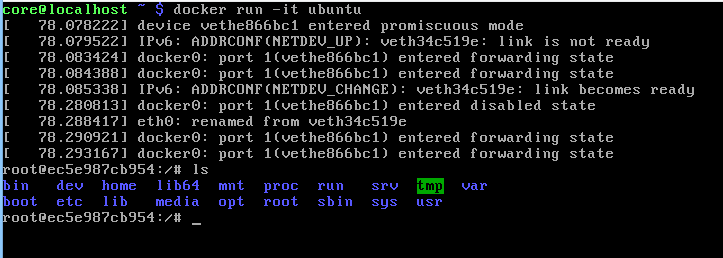 core@localhost ~ $ docker run -it ubuntu
[   78.078222] device vethe866bc1 entered promiscuous mode
[   78.079522] IPv6: ADDRCONF(NETDEV_UP): veth34c519e: link is not ready
[   78.083424] docker0: port 1(vethe866bc1) entered forwarding state
[   78.084388] docker0: port 1(vethe866bc1) entered forwarding state
[   78.085338] IPv6: ADDRCONF(NETDEV_CHANGE): veth34c519e: link becomes ready
[   78.280813] docker0: port 1(vethe866bc1) entered disabled state
[   78.288417] eth0: renamed from veth34c519e
[   78.290921] docker0: port 1(vethe866bc1) entered forwarding state
[   78.293167] docker0: port 1(vethe866bc1) entered forwarding state
root@ec5e987cb954:/# ls
bin   dev  home  lib64  mnt  proc  run   srv  tmp  var
boot  etc  lib   media  opt  root  sbin  sys  usr
root@ec5e987cb954:/# _